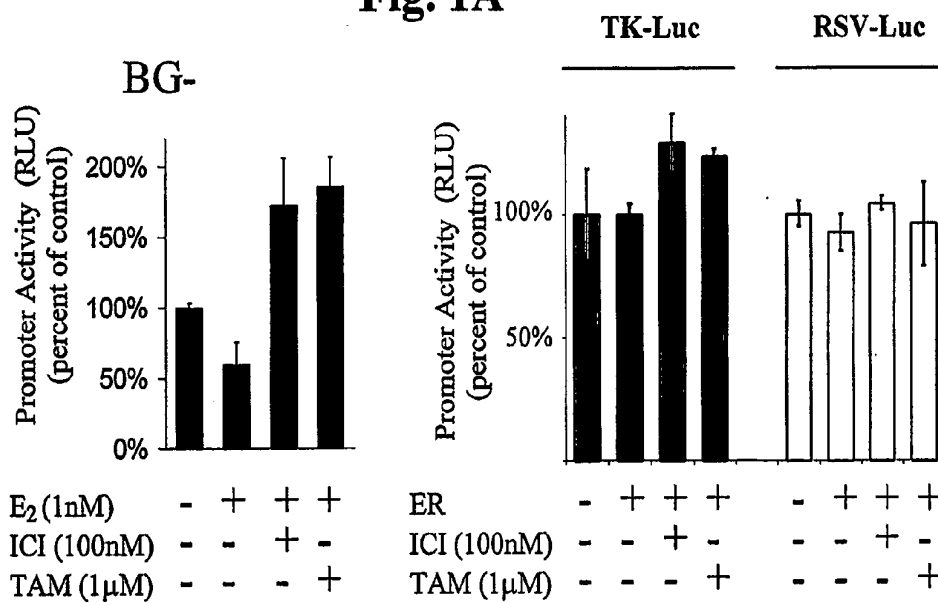 Fig. 1A
TK-Luc
RSV-Luc
BG-
Promoter Activity (RLU)
(percent of control)
200%
150%
100%
50%
0%
E₂ (1nM) - + + +
ICI (100nM) - - + -
TAM (1μM) - - - +
Promoter Activity (RLU)
(percent of control)
100%
50%
ER - + + + - + + +
ICI (100nM) - - + - - - + -
TAM (1μM) - - - + - - - +